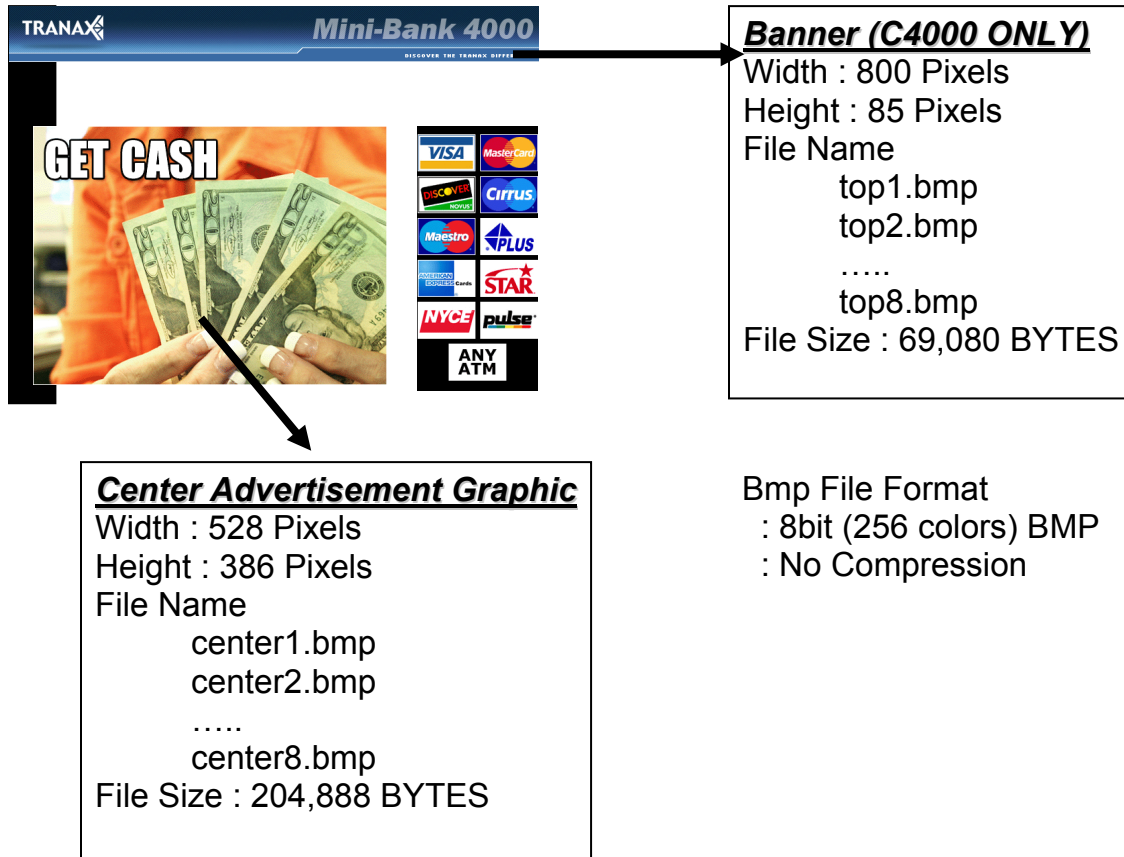 TRANAX
Mini-Bank 4000
DISCOVER THE TRANAX DIFFER
GET CASH
VISA
MasterCard
DISCOVER
NOVUS
Cirrus
Maestro
PLUS
AMERICAN
EXPRESS Cards
STAR
NYCE
pulse
ANY
ATM
Banner (C4000 ONLY)
Width : 800 Pixels
Height : 85 Pixels
File Name
top1.bmp
top2.bmp
…..
top8.bmp
File Size : 69,080 BYTES
Center Advertisement Graphic
Width : 528 Pixels
Height : 386 Pixels
File Name
center1.bmp
center2.bmp
…..
center8.bmp
File Size : 204,888 BYTES
Bmp File Format
: 8bit (256 colors) BMP
: No Compression